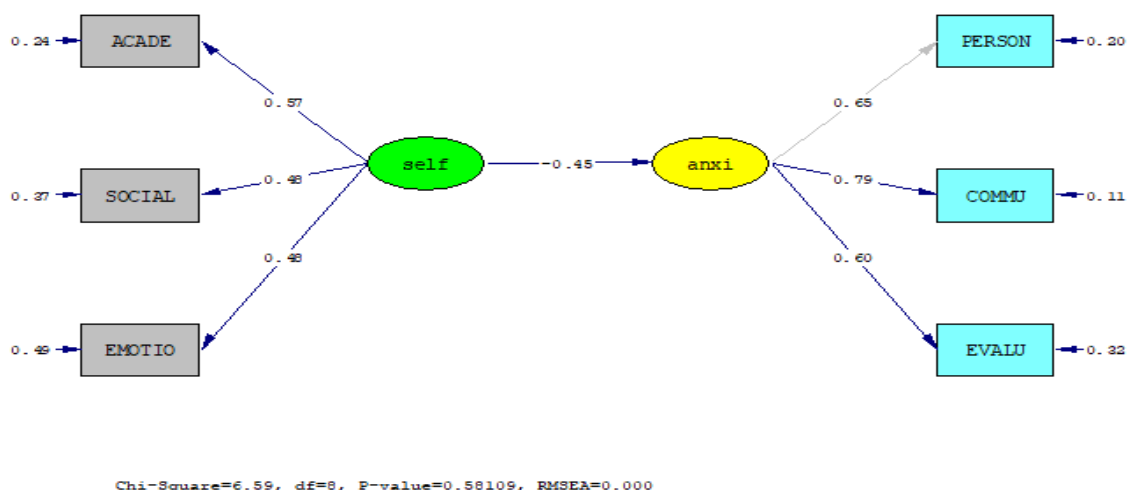 0.24 ACADE PERSON 0.20
0.57 0.65
self -0.45 anxi
0.37 SOCIAL 0.48 0.79 COMMU 0.11
0.48 0.60
0.49 EMOTIO EVALU 0.32
Chi-Square=6.59, df=8, P-value=0.58109, RMSEA=0.000